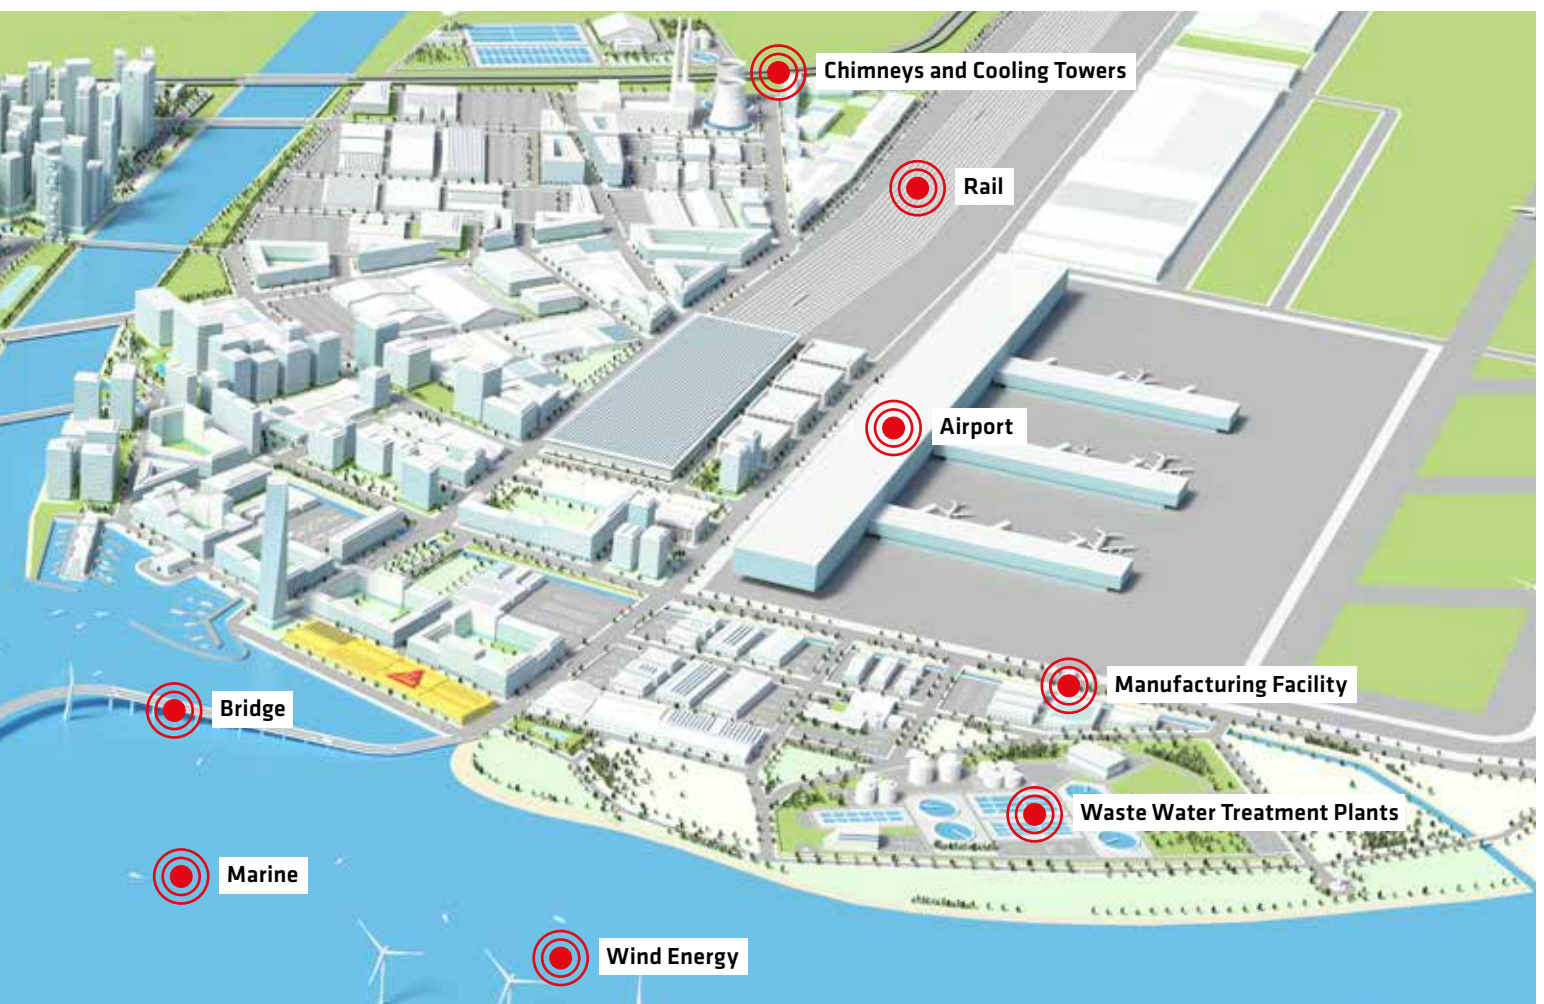 Chimneys and Cooling Towers
Rail
Airport
Manufacturing Facility
Bridge
Waste Water Treatment Plants
Marine
Wind Energy